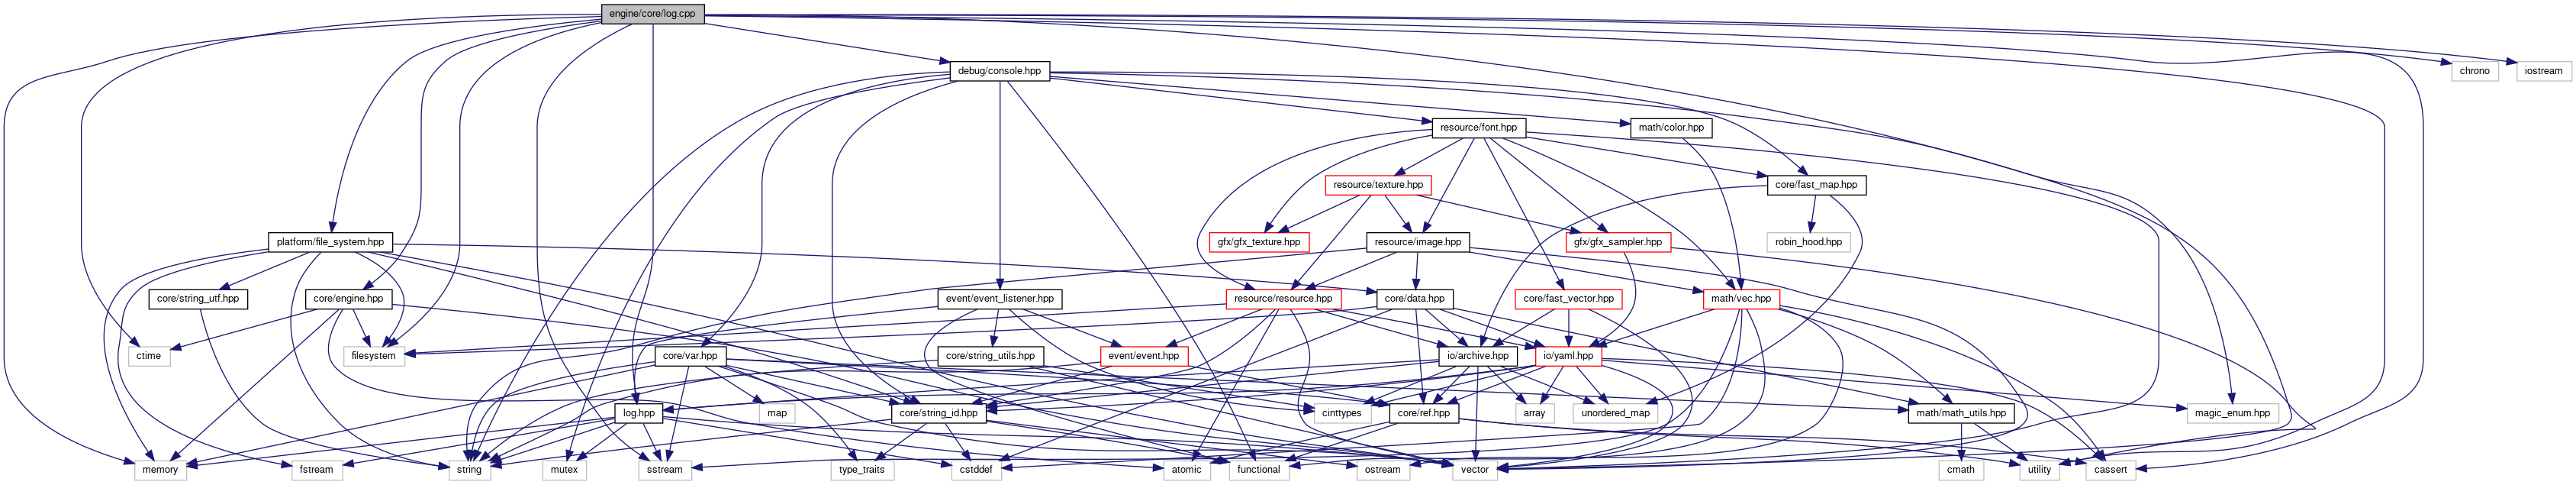 engine/core/log.cpp
debug/console.hpp
chrono
iostream
resource/font.hpp
math/color.hpp
resource/texture.hpp
core/fast_map.hpp
platform/file_system.hpp
gfx/gfx_texture.hpp
resource/image.hpp
gfx/gfx_sampler.hpp
robin_hood.hpp
core/string_utf.hpp
core/engine.hpp
event/event_listener.hpp
resource/resource.hpp
core/data.hpp
core/fast_vector.hpp
math/vec.hpp
ctime
filesystem
core/var.hpp
core/string_utils.hpp
event/event.hpp
io/archive.hpp
io/yaml.hpp
log.hpp
map
core/string_id.hpp
cinttypes
core/ref.hpp
array
unordered_map
math/math_utils.hpp
magic_enum.hpp
memory
fstream
string
mutex
sstream
type_traits
cstddef
atomic
functional
ostream
vector
cmath
utility
cassert